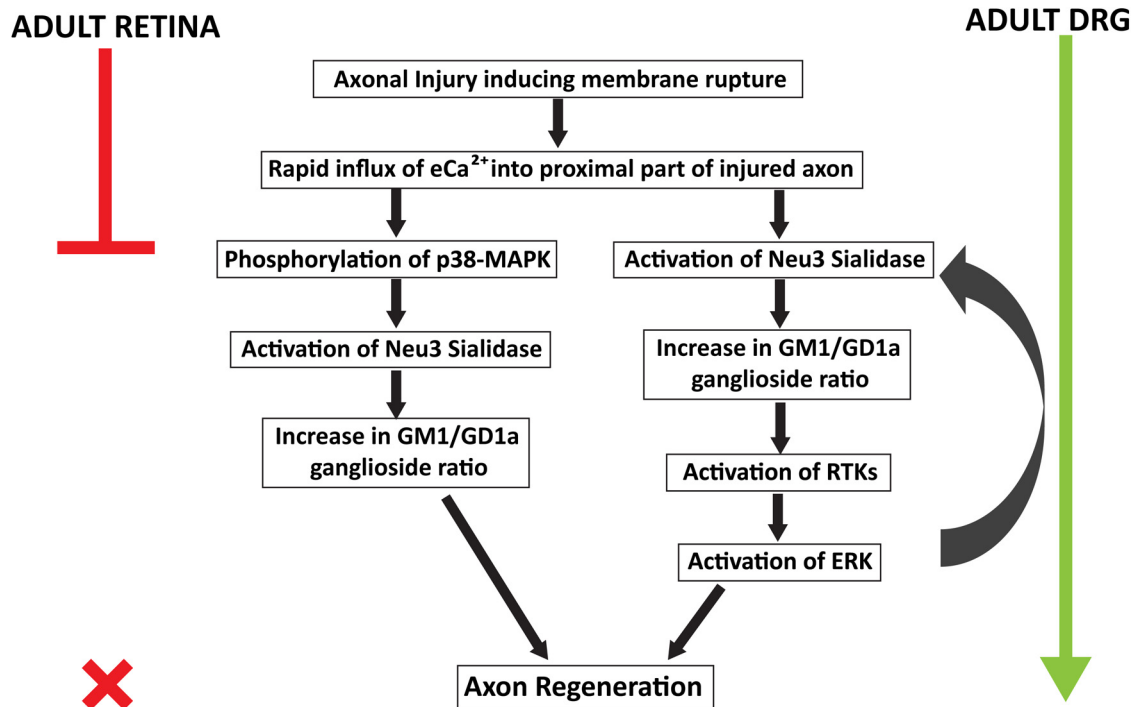 ADULT RETINA
ADULT DRG
Axonal Injury inducing membrane rupture
Rapid influx of eCa²⁺ into proximal part of injured axon
Phosphorylation of p38-MAPK
Activation of Neu3 Sialidase
Activation of Neu3 Sialidase
Increase in GM1/GD1a
ganglioside ratio
Increase in GM1/GD1a
ganglioside ratio
Activation of RTKs
Activation of ERK
Axon Regeneration